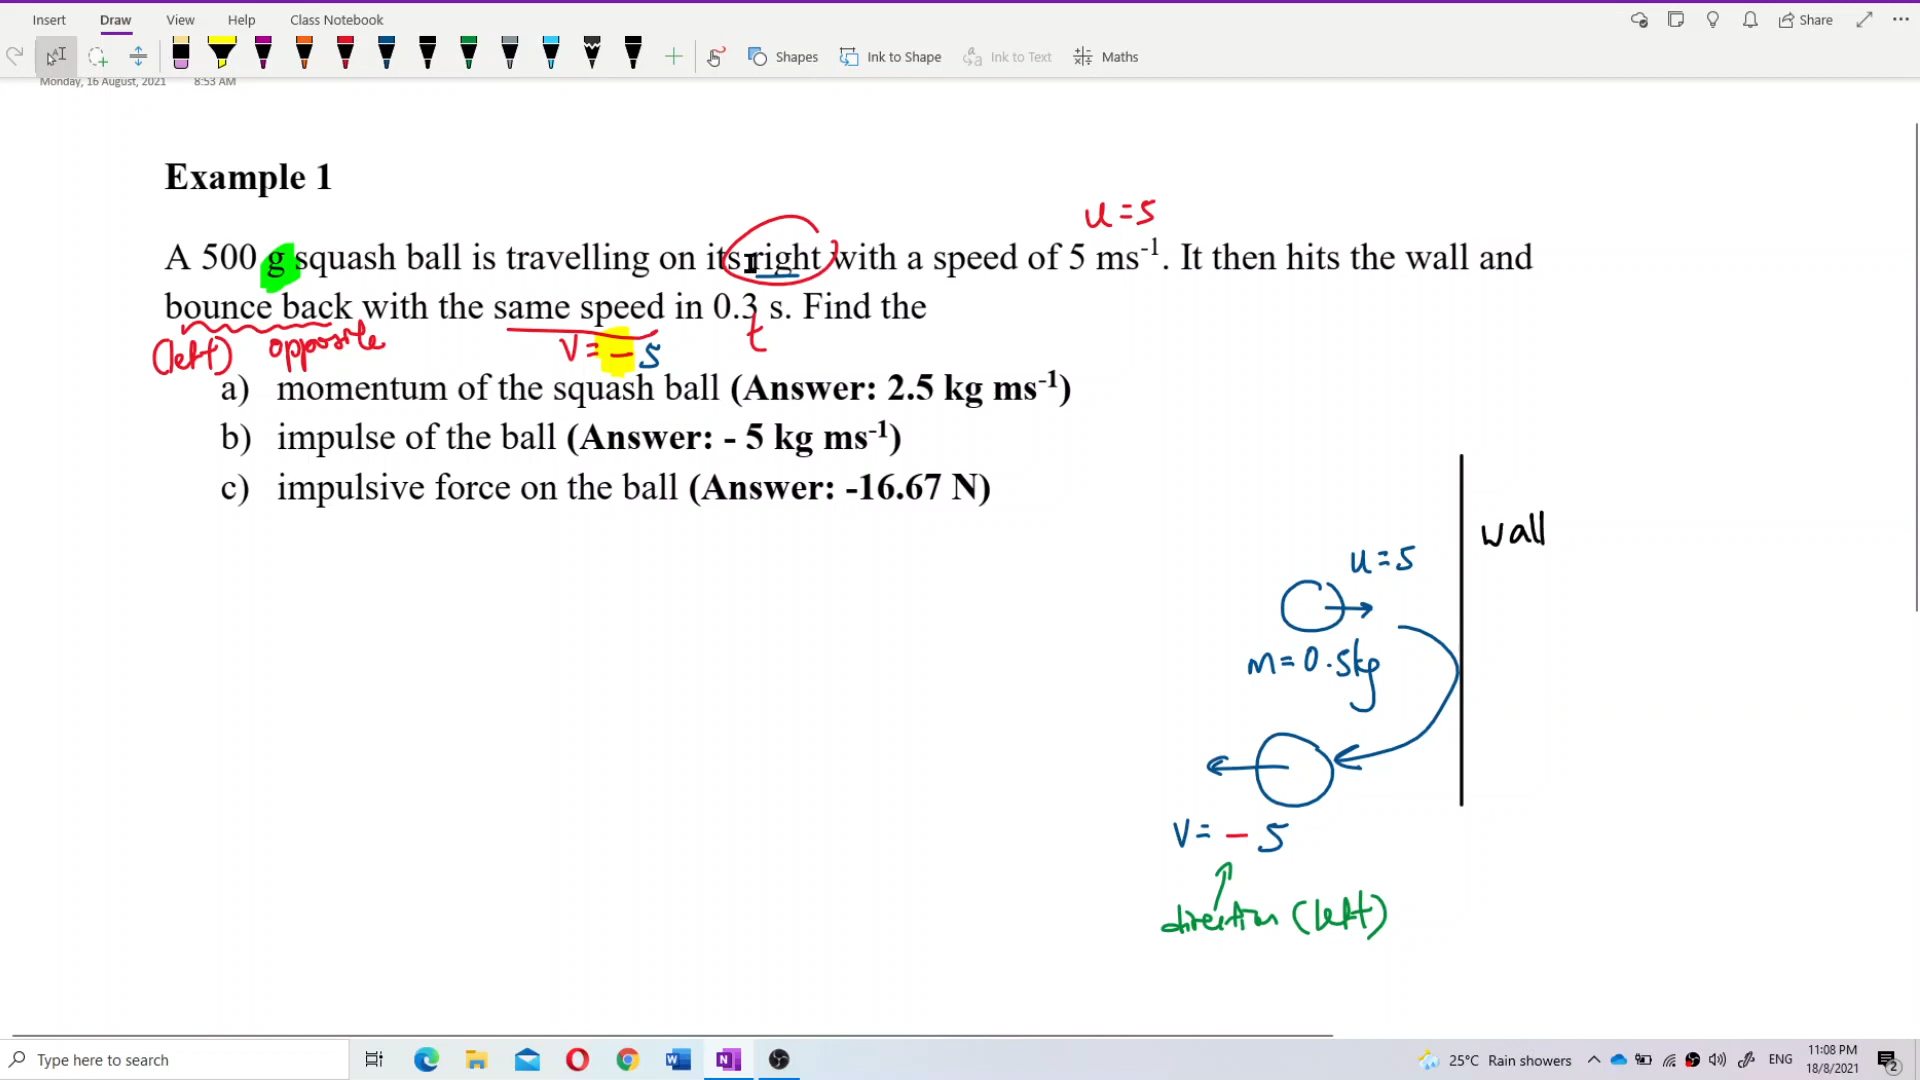 Insert Draw View Help Class Notebook Share
Shapes Ink to Shape Ink to Text Maths
Monday, 16 August, 2021 8:53 AM
Example 1
u = 5
A 500 g squash ball is travelling on its right with a speed of 5 ms⁻¹. It then hits the wall and
bounce back with the same speed in 0.3 s. Find the
(left) opposite v = - 5 t
a) momentum of the squash ball (Answer: 2.5 kg ms⁻¹)
b) impulse of the ball (Answer: - 5 kg ms⁻¹)
c) impulsive force on the ball (Answer: -16.67 N)
wall
u = 5
m = 0.5kg
v = - 5
direction (left)
Type here to search
25°C Rain showers ENG 11:08 PM
18/8/2021 2